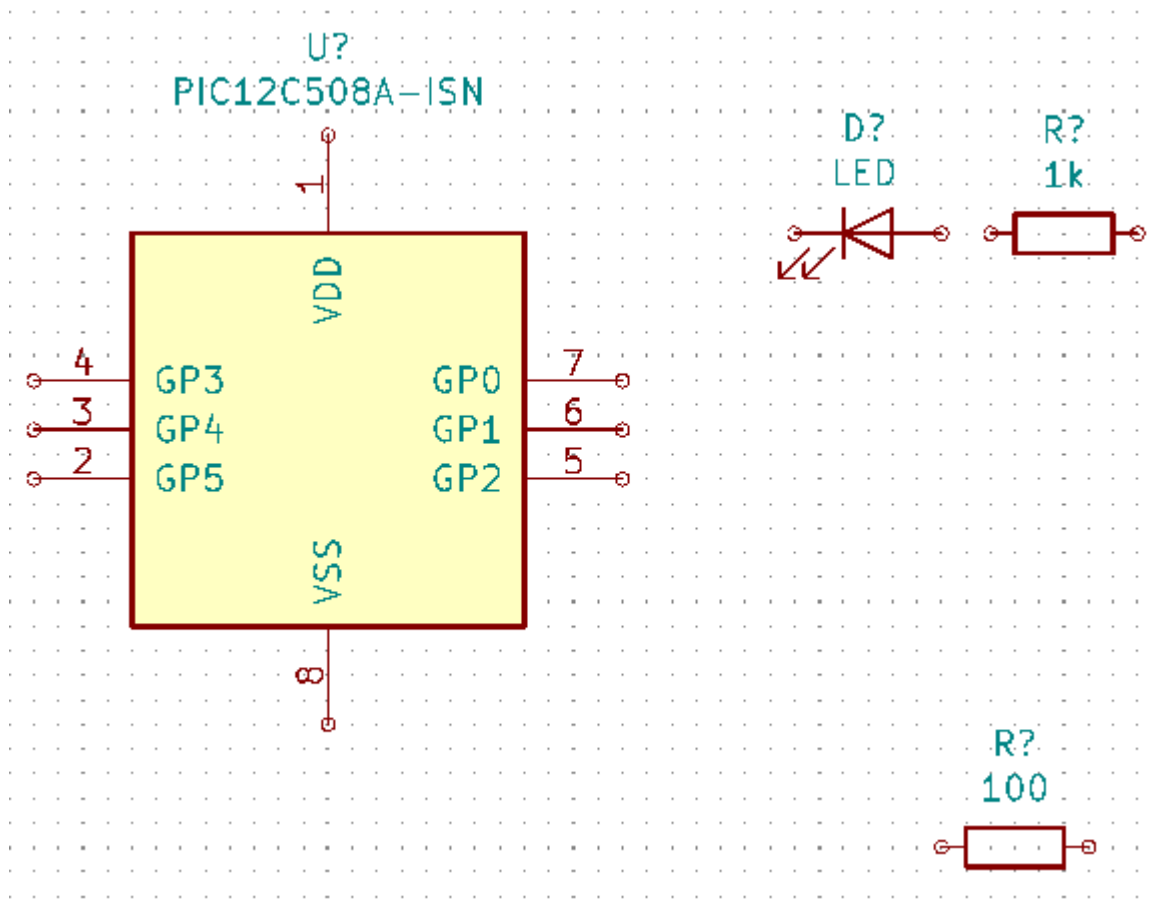 U?
PIC12C508A-ISN
D?
LED
R?
1k
1
VDD
4
GP3
GP0
7
3
GP4
GP1
6
2
GP5
GP2
5
VSS
8
R?
100